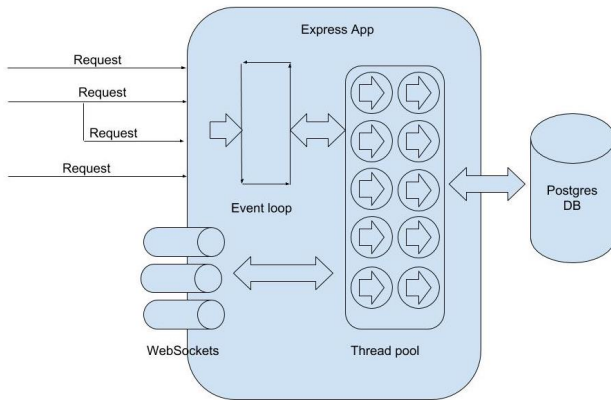 Express App
Request
Request
Request
Request
Event loop
Postgres
DB
WebSockets
Thread pool